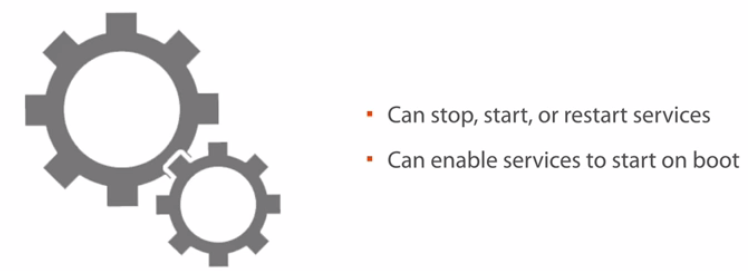 Can stop, start, or restart services
Can enable services to start on boot